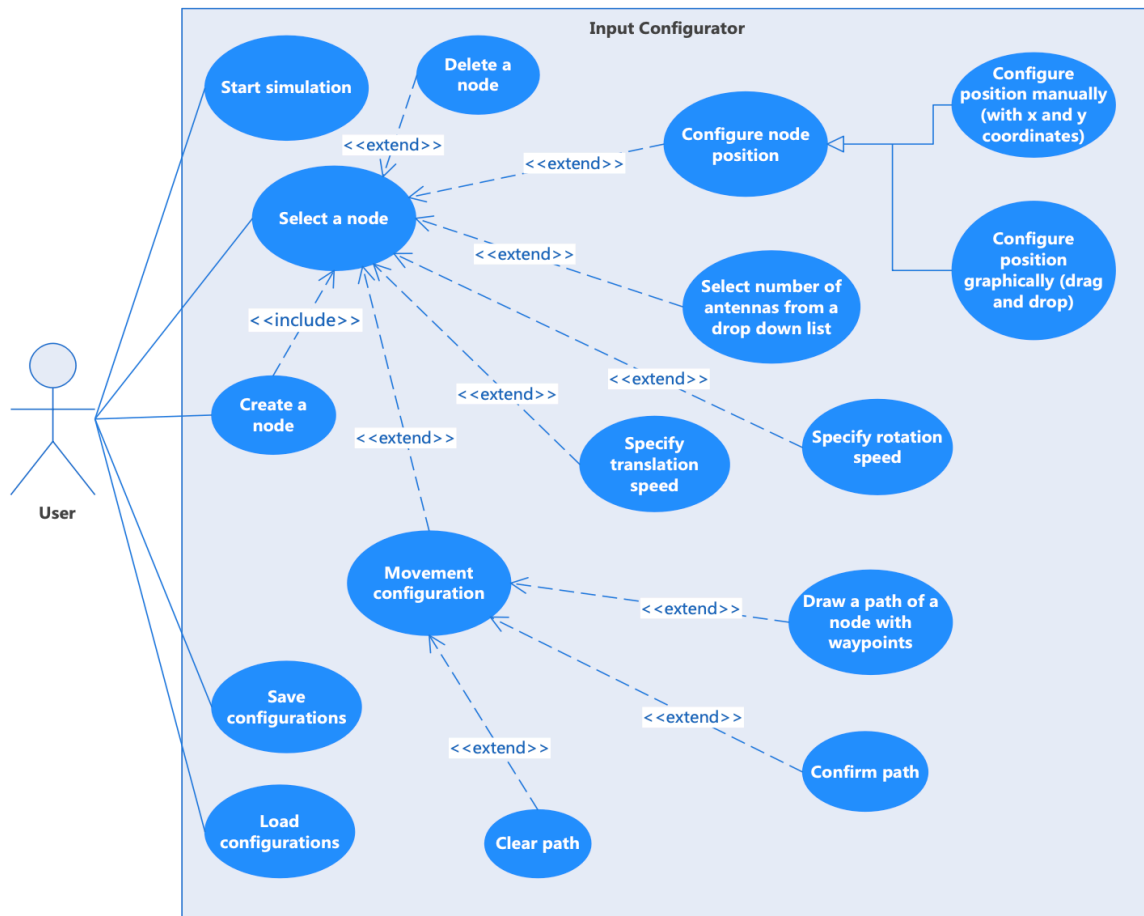 Input Configurator
Start simulation
Delete a
node
<<extend>>
Configure node
position
Configure
position manually
(with x and y
coordinates)
<<extend>>
Select a node
<<extend>>
Configure
position
graphically (drag
and drop)
Select number of
antennas from a
drop down list
<<include>>
<<extend>>
<<extend>>
Create a
node
<<extend>>
Specify
translation
speed
Specify rotation
speed
User
Movement
configuration
<<extend>>
Draw a path of a
node with
waypoints
Save
configurations
<<extend>>
<<extend>>
Confirm path
Load
configurations
Clear path